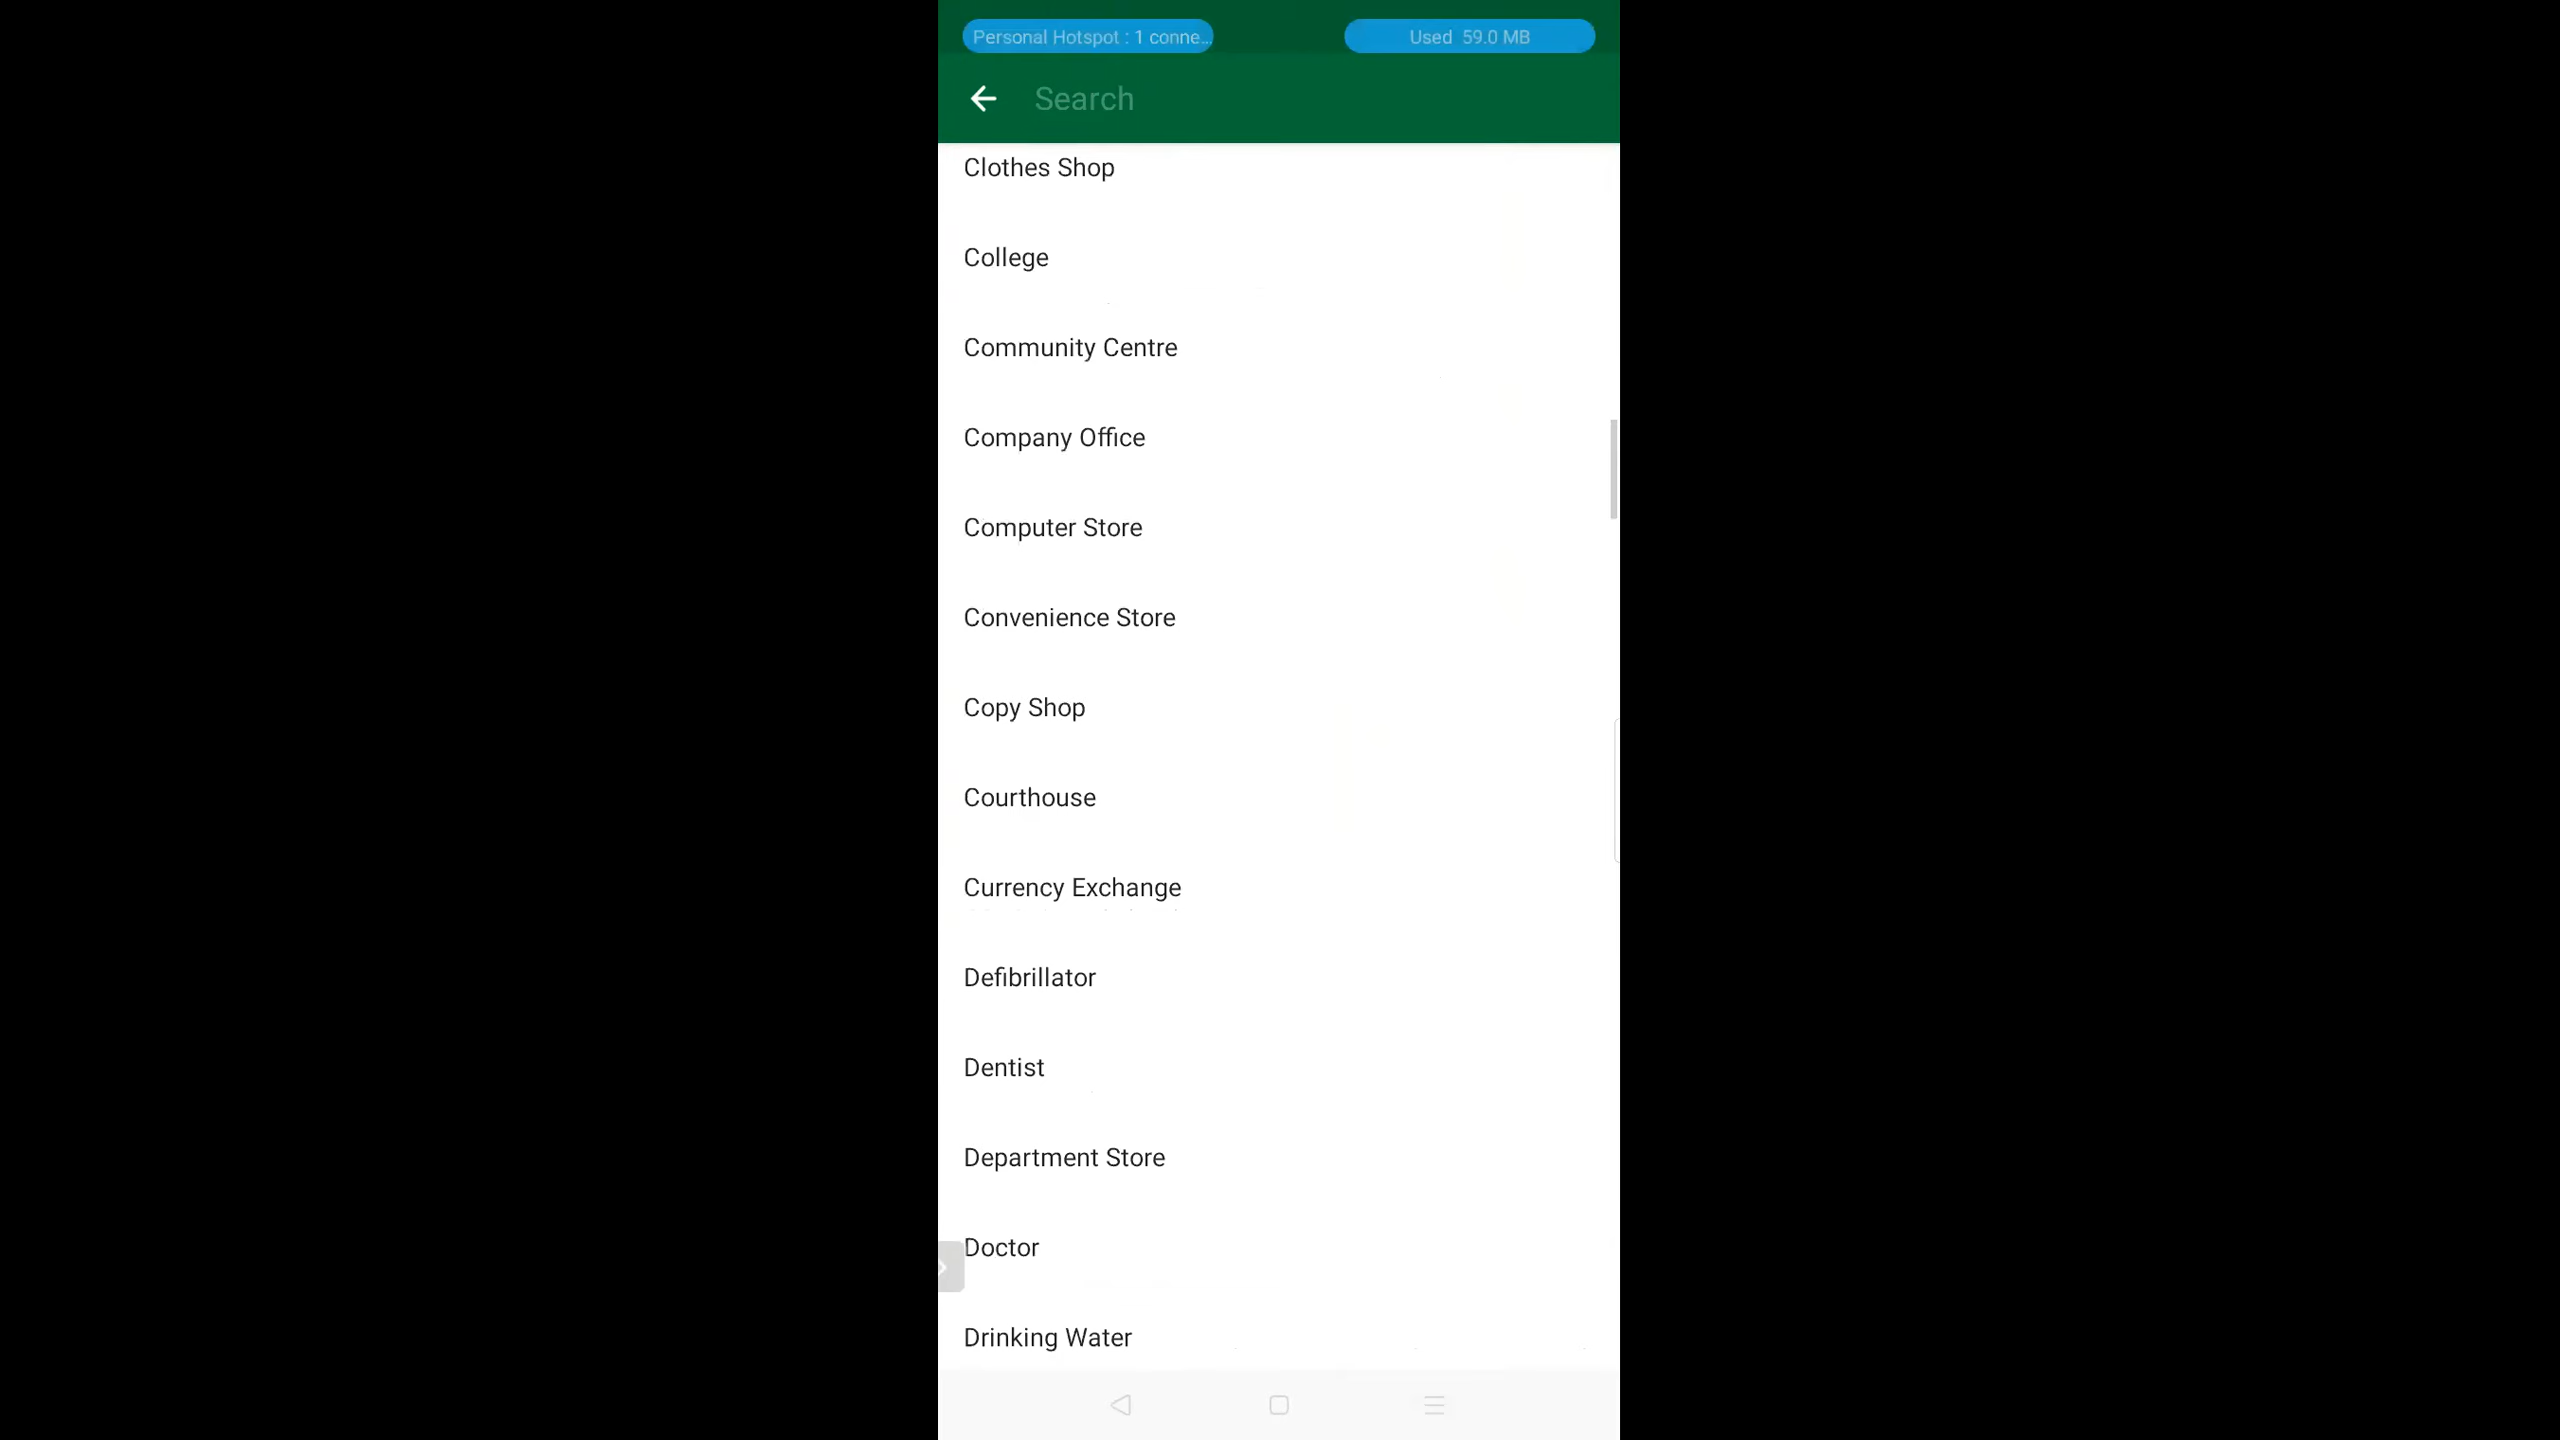 Personal Hotspot : 1 conne...
Used 59.0 MB
Search
Clothes Shop
College
Community Centre
Company Office
Computer Store
Convenience Store
Copy Shop
Courthouse
Currency Exchange
Defibrillator
Dentist
Department Store
Doctor
Drinking Water